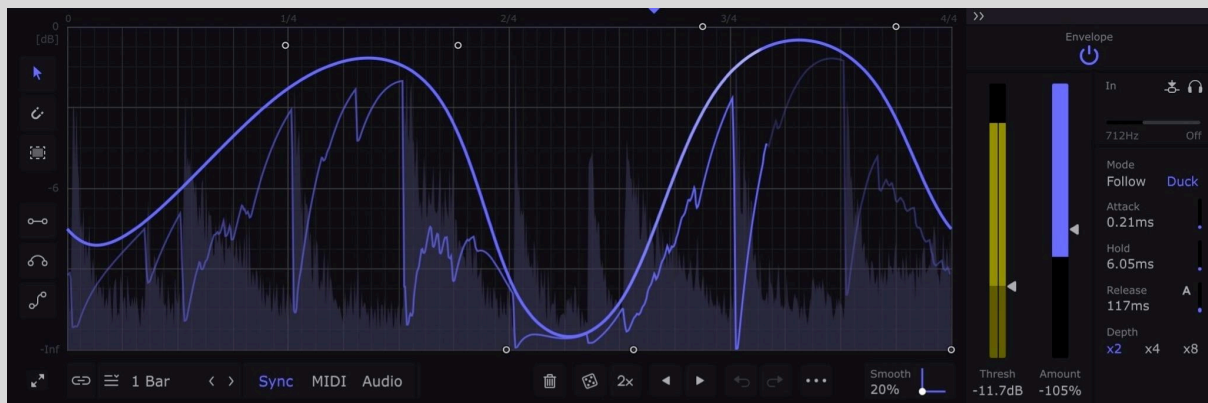 0 1/4 2/4 3/4 4/4
[dB]
-6
-Inf
1 Bar
Sync MIDI Audio
2x
Smooth
20%
Envelope
In
712Hz Off
Mode
Follow Duck
Attack
0.21ms
Hold
6.05ms
Release A
117ms
Depth
x2 x4 x8
Thresh Amount
-11.7dB -105%